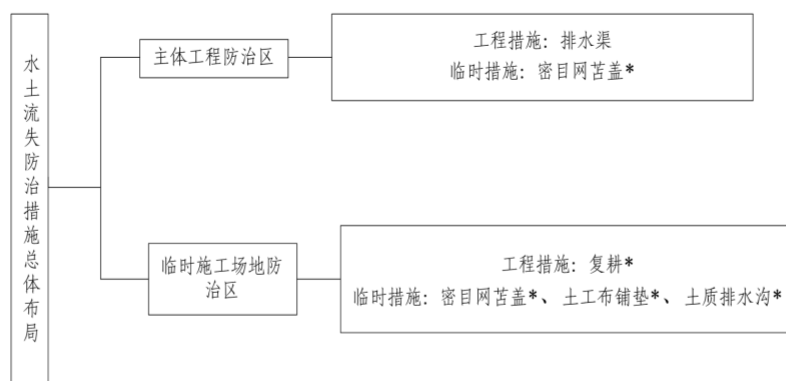 水土流失防治措施总体布局
主体工程防治区
工程措施：排水渠
临时措施：密目网苫盖*
临时施工场地防
治区
工程措施：复耕*
临时措施：密目网苫盖*、土工布铺垫*、土质排水沟*